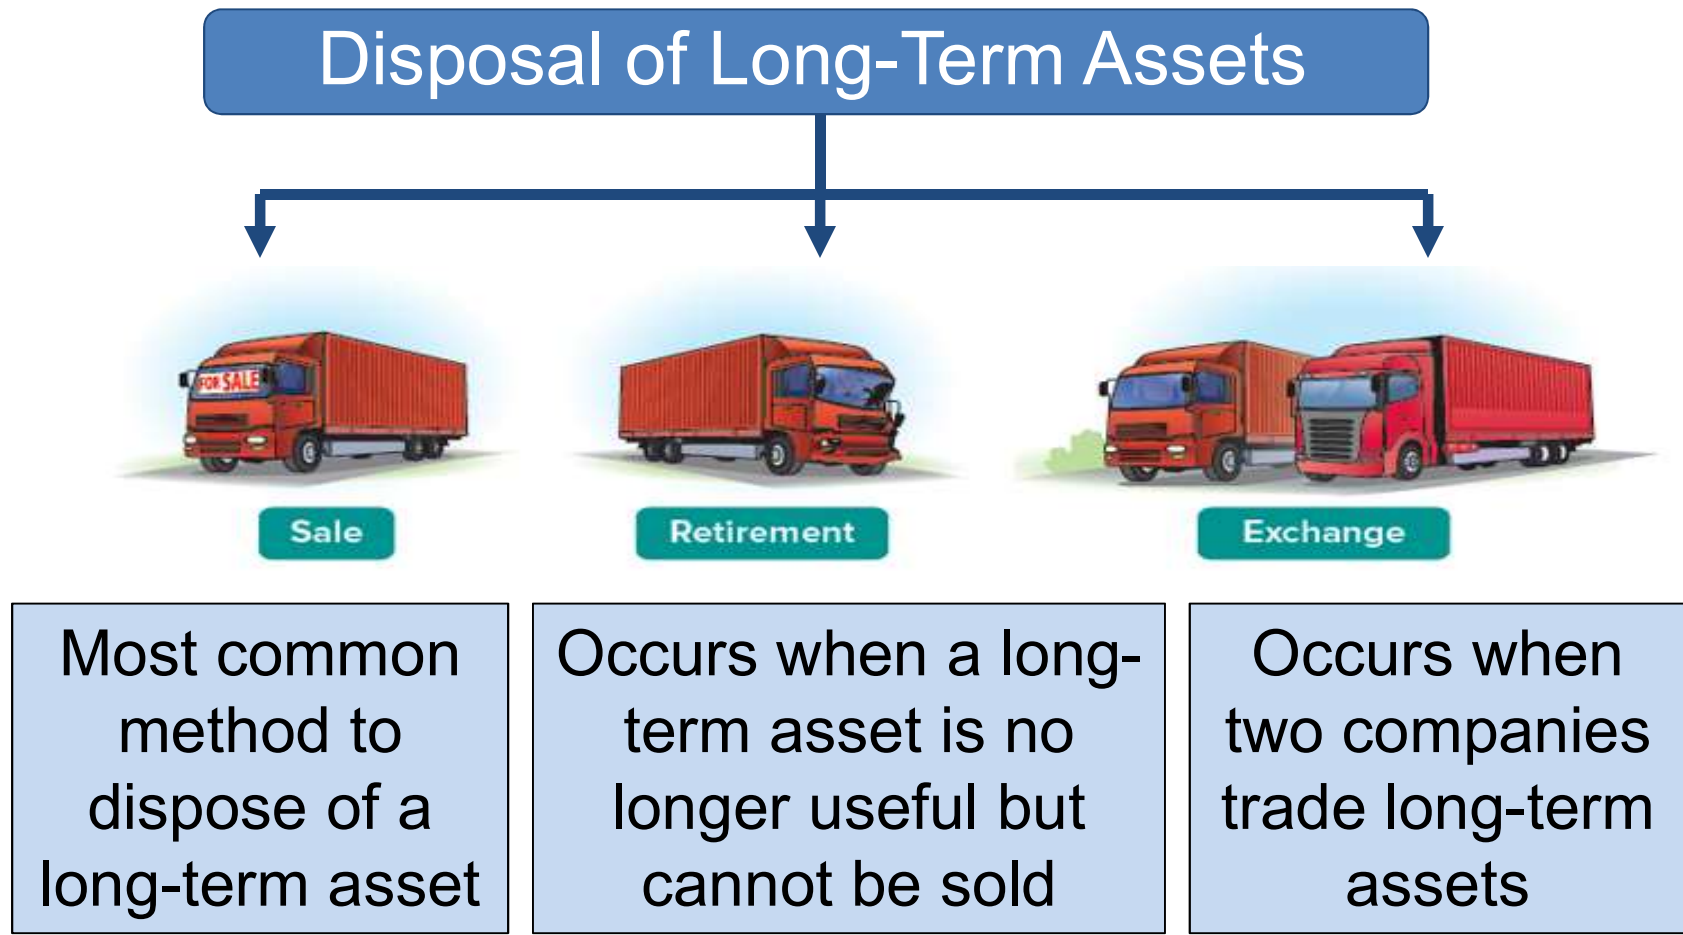 Disposal of Long-Term Assets
FOR SALE
Sale
Retirement
Exchange
Most common
method to
dispose of a
long-term asset
Occurs when a long-
term asset is no
longer useful but
cannot be sold
Occurs when
two companies
trade long-term
assets